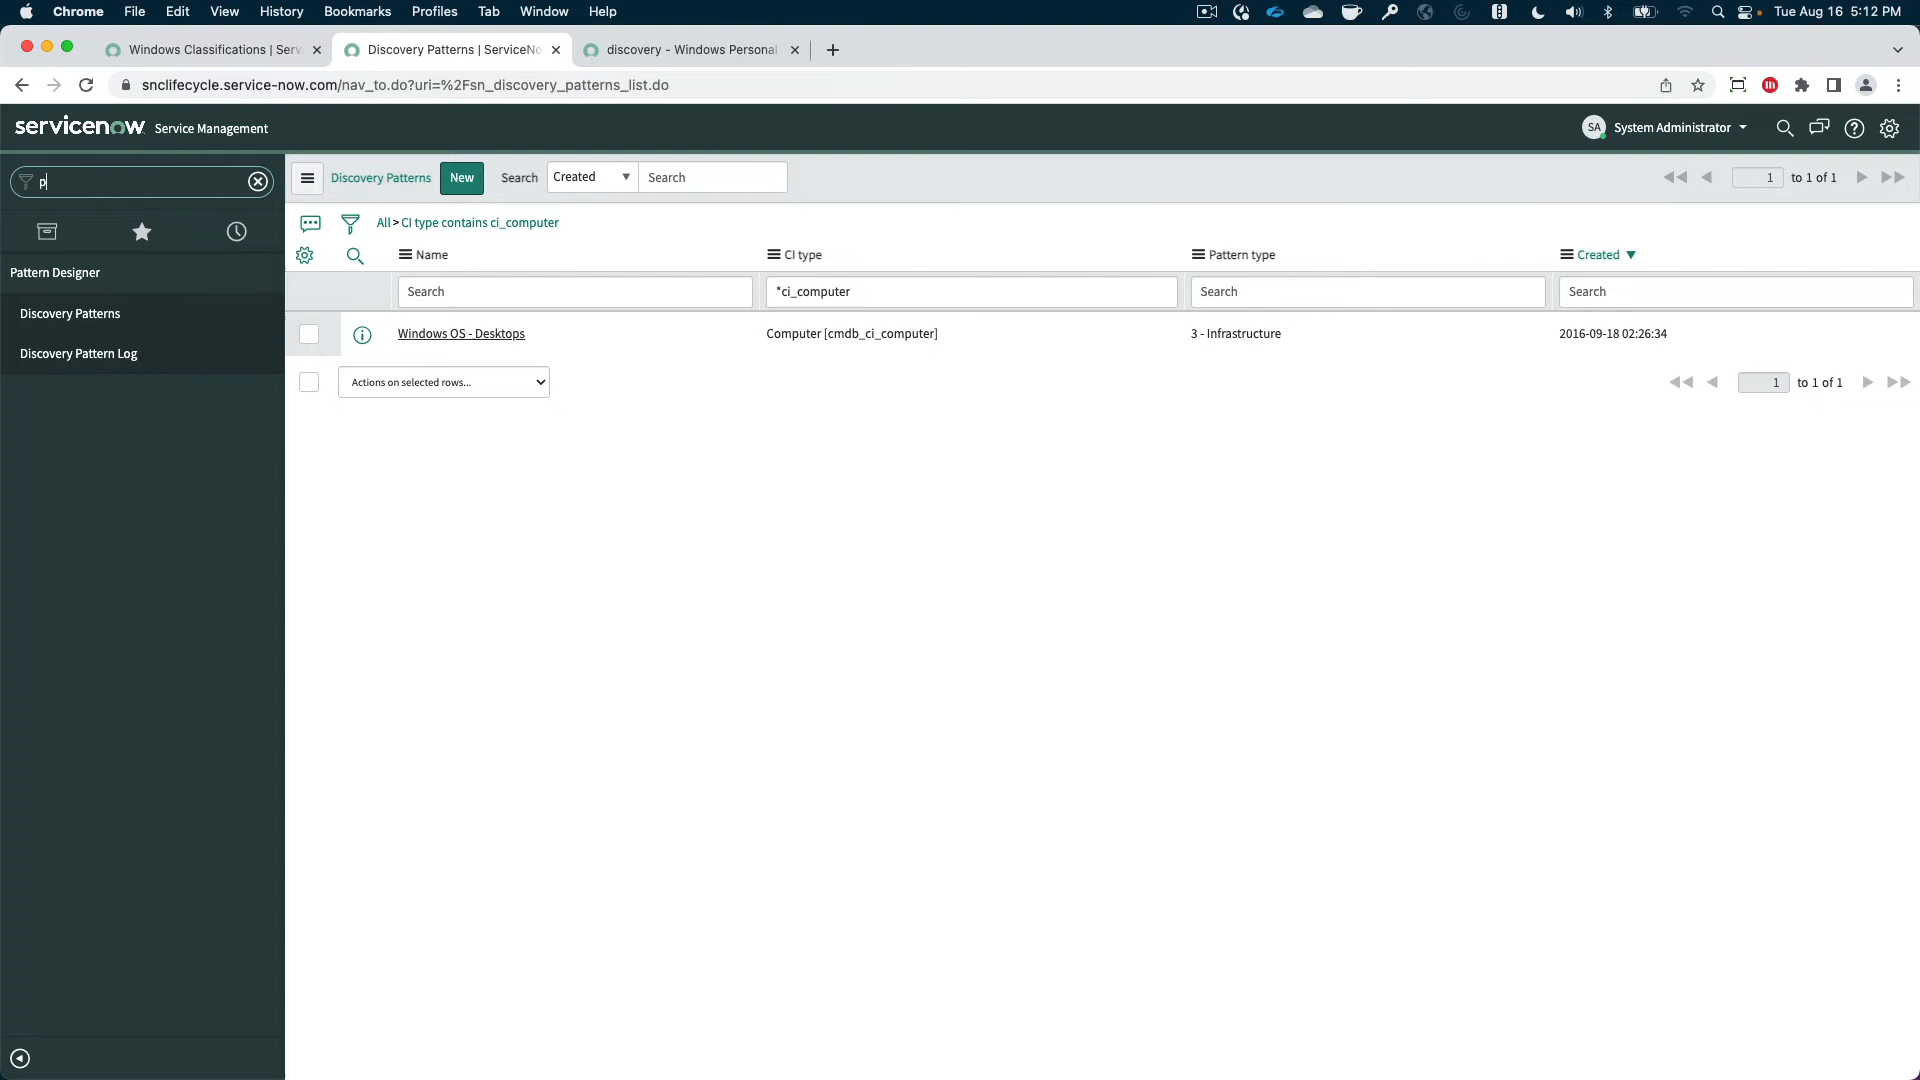 Chrome File Edit View History Bookmarks Profiles Tab Window Help Tue Aug 16 5:12 PM
Windows Classifications | Serv Discovery Patterns | ServiceNo discovery - Windows Personal
snclifecycle.service-now.com/nav_to.do?uri=%2Fsn_discovery_patterns_list.do
servicenow Service Management SA System Administrator
p
Discovery Patterns New Search Created Search 1 to 1 of 1
All > CI type contains ci_computer
Name CI type Pattern type Created
Search *ci_computer Search Search
Windows OS - Desktops Computer [cmdb_ci_computer] 3 - Infrastructure 2016-09-18 02:26:34
Actions on selected rows... 1 to 1 of 1
Pattern Designer
Discovery Patterns
Discovery Pattern Log